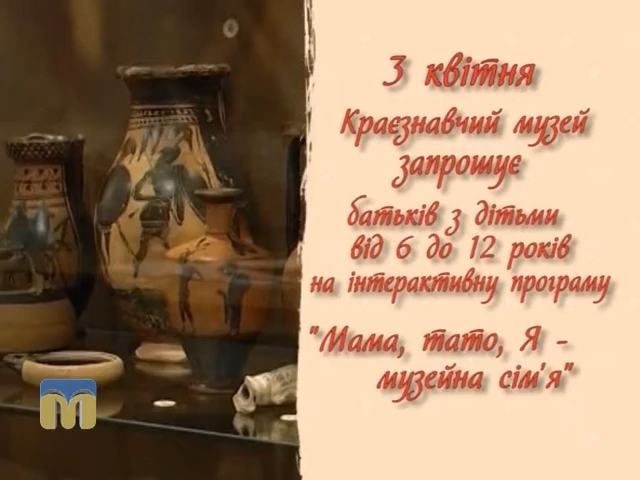 3 квітня
Краєзнавчий музей
запрошує
батьків з дітьми
від 6 до 12 років
на інтерактивну програму
"Мама, тато, Я -
музейна сім'я"
M